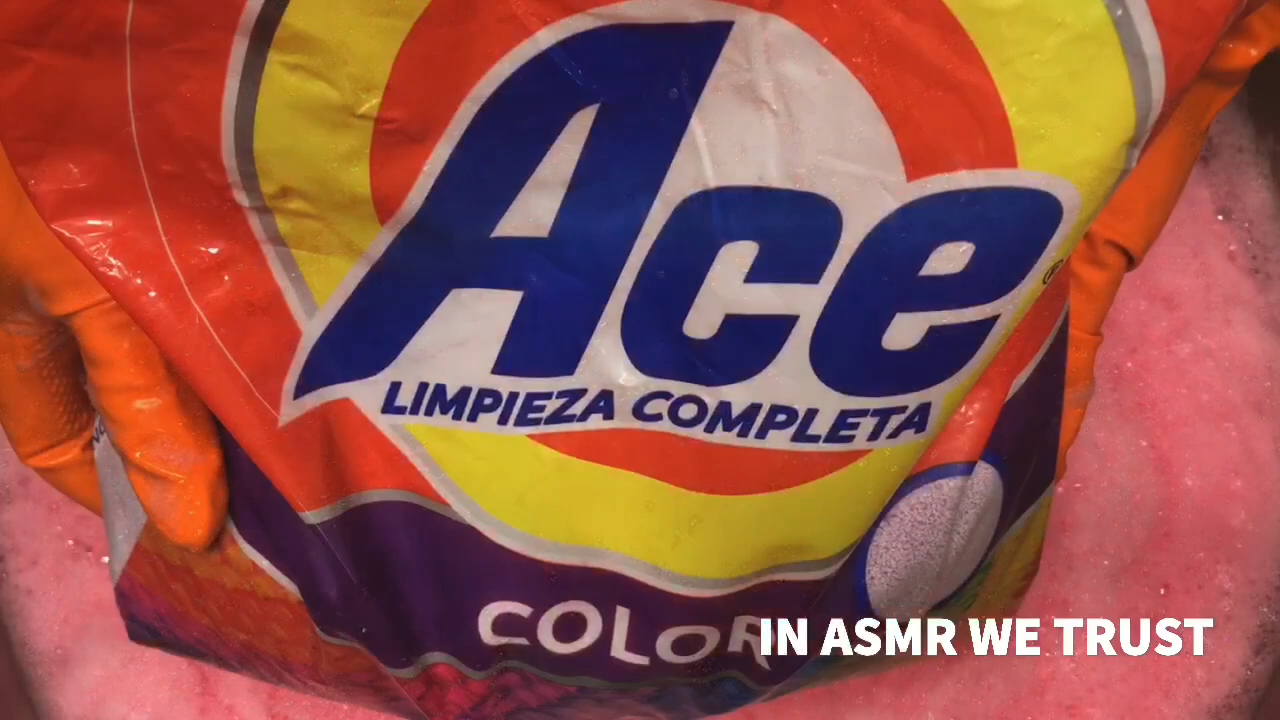 Ace
®
LIMPIEZA COMPLETA
COLOR
IN ASMR WE TRUST